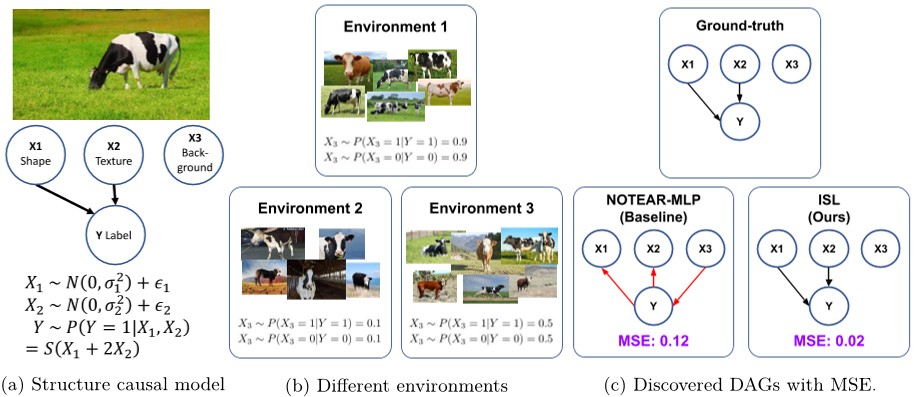 X1
Shape
X2
Texture
X3
Back-
ground
Y Label
X₁ ~ N(0, σ₁²) + ϵ₁
X₂ ~ N(0, σ₂²) + ϵ₂
Y ~ P(Y = 1|X₁, X₂)
= S(X₁ + 2X₂)
(a) Structure causal model
Environment 1
X₃ ~ P(X₃ = 1|Y = 1) = 0.9
X₃ ~ P(X₃ = 0|Y = 0) = 0.9
Environment 2
X₃ ~ P(X₃ = 1|Y = 1) = 0.1
X₃ ~ P(X₃ = 0|Y = 0) = 0.1
Environment 3
X₃ ~ P(X₃ = 1|Y = 1) = 0.5
X₃ ~ P(X₃ = 0|Y = 0) = 0.5
(b) Different environments
Ground-truth
X1 X2 X3
Y
NOTEAR-MLP
(Baseline)
X1 X2 X3
Y
MSE: 0.12
ISL
(Ours)
X1 X2 X3
Y
MSE: 0.02
(c) Discovered DAGs with MSE.